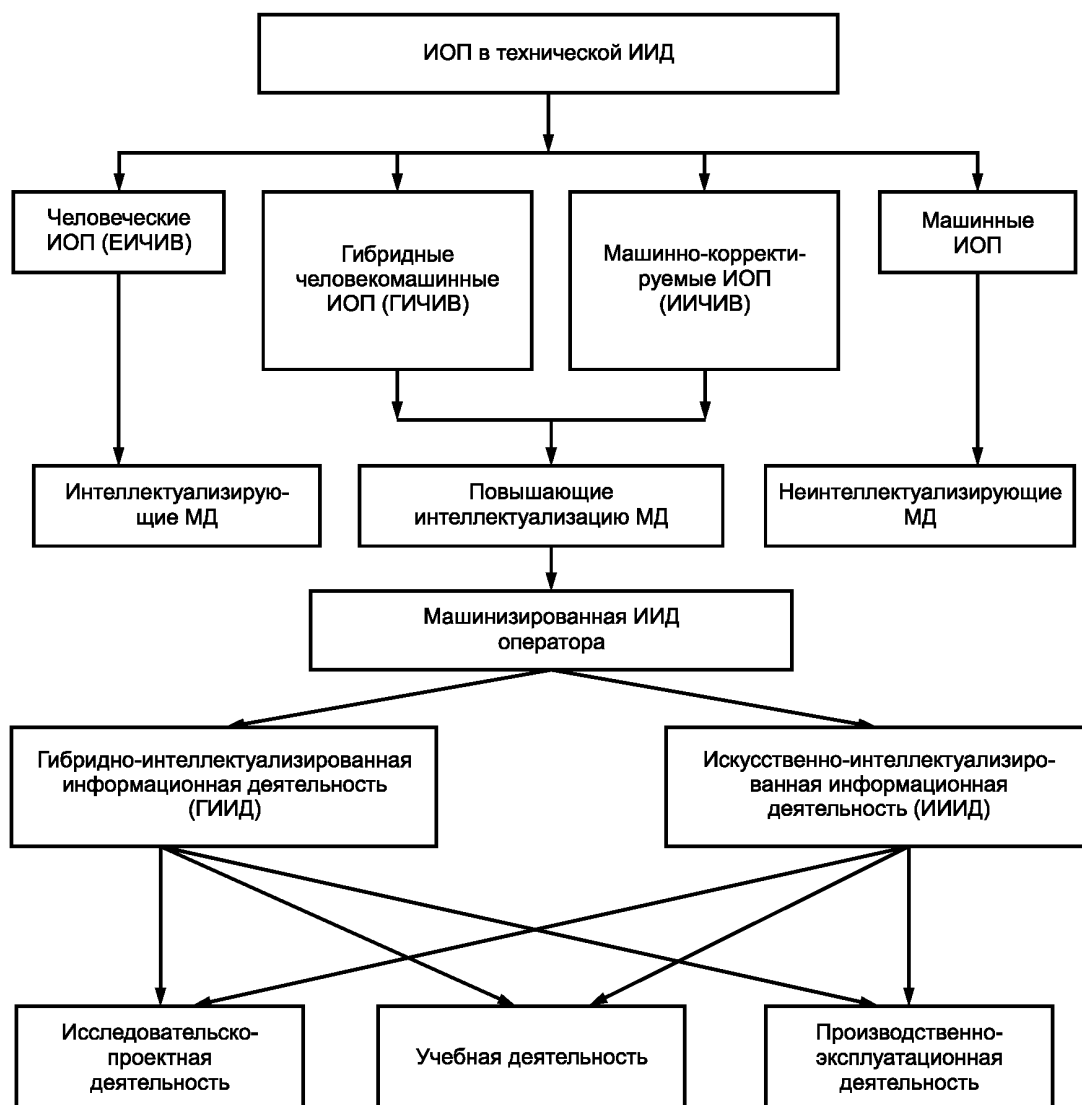 ИОП в технической ИИД
Человеческие
ИОП (ЕИЧИВ)
Гибридные
человекомашинные
ИОП (ГИЧИВ)
Машинно-корректи-
руемые ИОП
(ИИЧИВ)
Машинные
ИОП
Интеллектуализирую-
щие МД
Повышающие
интеллектуализацию МД
Неинтеллектуализирующие
МД
Машинизированная ИИД
оператора
Гибридно-интеллектуализированная
информационная деятельность
(ГИИД)
Искусственно-интеллектуализиро-
ванная информационная
деятельность (ИИИД)
Исследовательско-
проектная
деятельность
Учебная деятельность
Производственно-
эксплуатационная
деятельность